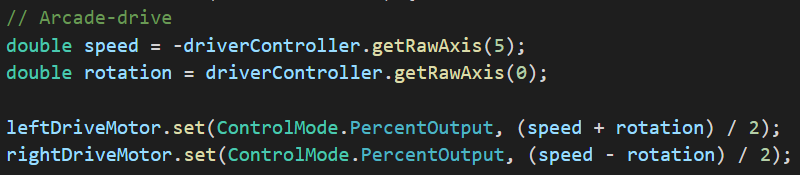 // Arcade-drive
double speed = -driverController.getRawAxis(5);
double rotation = driverController.getRawAxis(0);
leftDriveMotor.set(ControlMode.PercentOutput, (speed + rotation) / 2);
rightDriveMotor.set(ControlMode.PercentOutput, (speed - rotation) / 2);